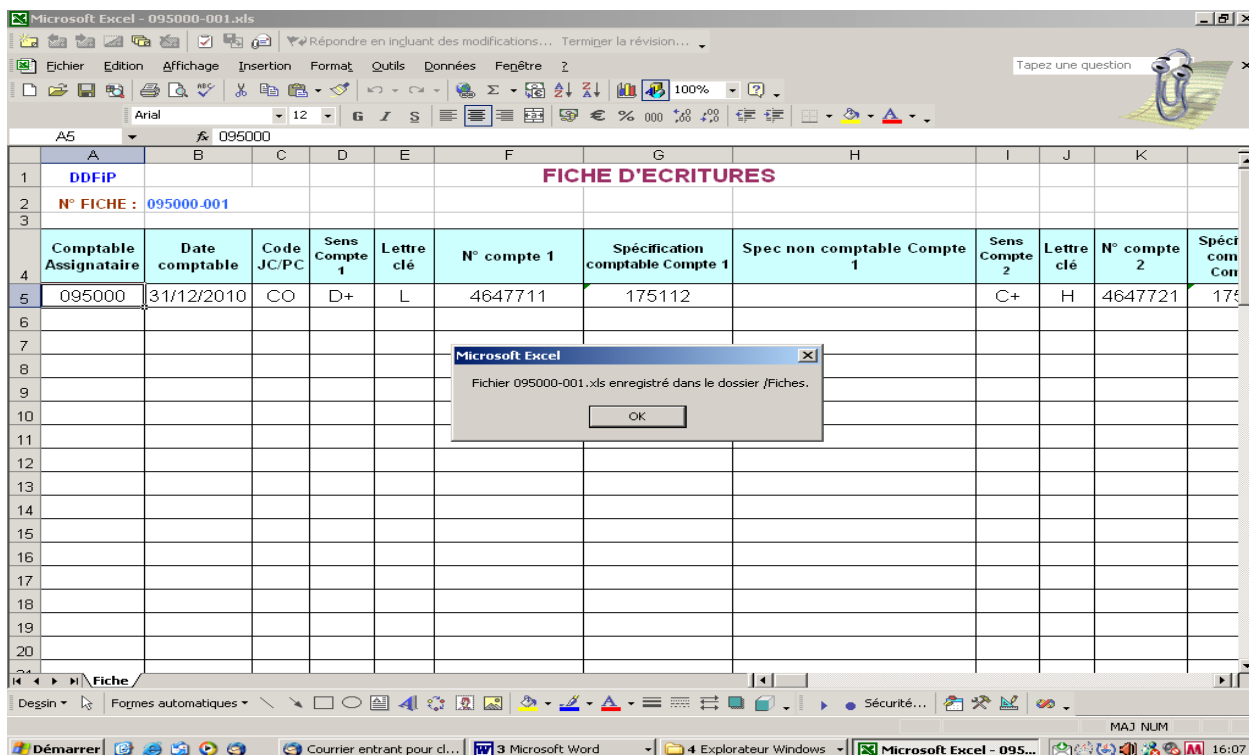 Microsoft Excel - 095000-001.xls
Répondre en incluant des modifications... Terminer la révision...
Fichier Edition Affichage Insertion Format Outils Données Fenêtre ? Tapez une question
100%
Arial 12 G I S € % 000
A5 fx 095000
A B C D E F G H I J K
1 DDFiP FICHE D'ECRITURES
2 N° FICHE : 095000-001
3
4 Comptable Assignataire Date comptable Code JC/PC Sens Compte 1 Lettre clé N° compte 1 Spécification comptable Compte 1 Spec non comptable Compte 1 Sens Compte 2 Lettre clé N° compte 2
5 095000 31/12/2010 CO D+ L 4647711 175112 C+ H 4647721
6
7
Microsoft Excel
8
Fichier 095000-001.xls enregistré dans le dossier /Fiches.
9
10
OK
11
12
13
14
15
16
17
18
19
20
Fiche
Dessin Formes automatiques Sécurité...
MAJ NUM
Démarrer Courrier entrant pour cl... 3 Microsoft Word 4 Explorateur Windows Microsoft Excel - 095... 16:07